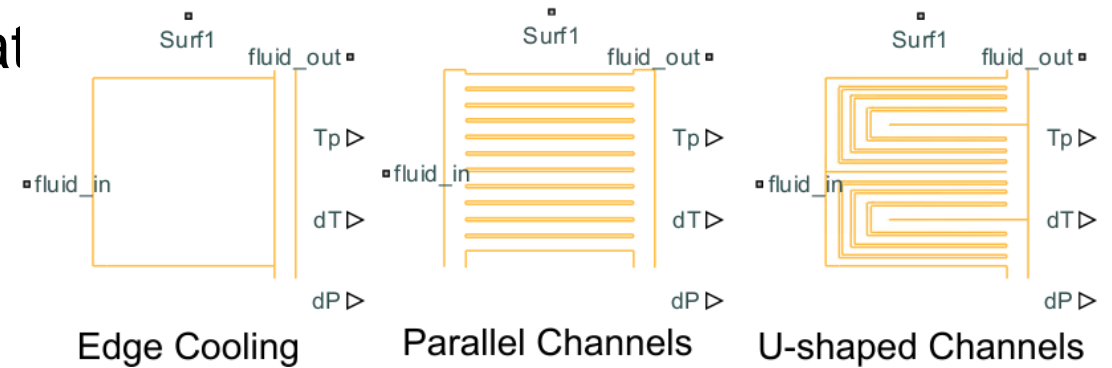 at
Surf1
fluid_out
Tp
fluid_in
dT
dP
Edge Cooling
Surf1
fluid_out
Tp
fluid_in
dT
dP
Parallel Channels
Surf1
fluid_out
Tp
fluid_in
dT
dP
U-shaped Channels